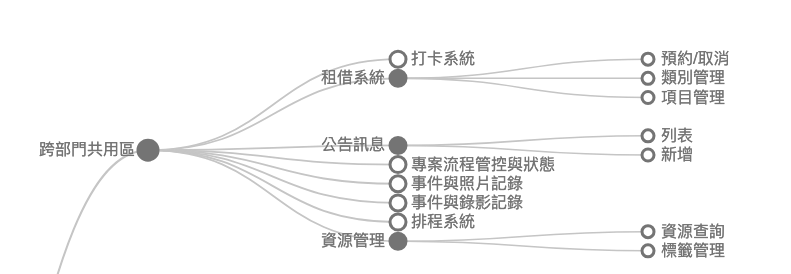 跨部門共用區
打卡系統
租借系統
預約/取消
類別管理
項目管理
公告訊息
列表
新增
專案流程管控與狀態
事件與照片記錄
事件與錄影記錄
排程系統
資源管理
資源查詢
標籤管理